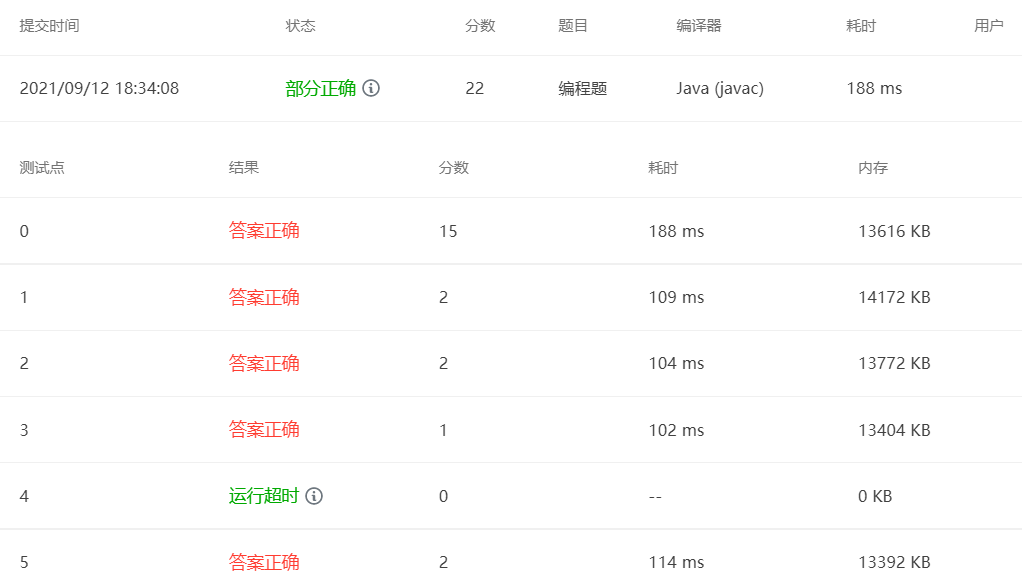 提交时间 状态 分数 题目 编译器 耗时 用户
2021/09/12 18:34:08 部分正确 22 编程题 Java (javac) 188 ms
测试点 结果 分数 耗时 内存
0 答案正确 15 188 ms 13616 KB
1 答案正确 2 109 ms 14172 KB
2 答案正确 2 104 ms 13772 KB
3 答案正确 1 102 ms 13404 KB
4 运行超时 0 -- 0 KB
5 答案正确 2 114 ms 13392 KB